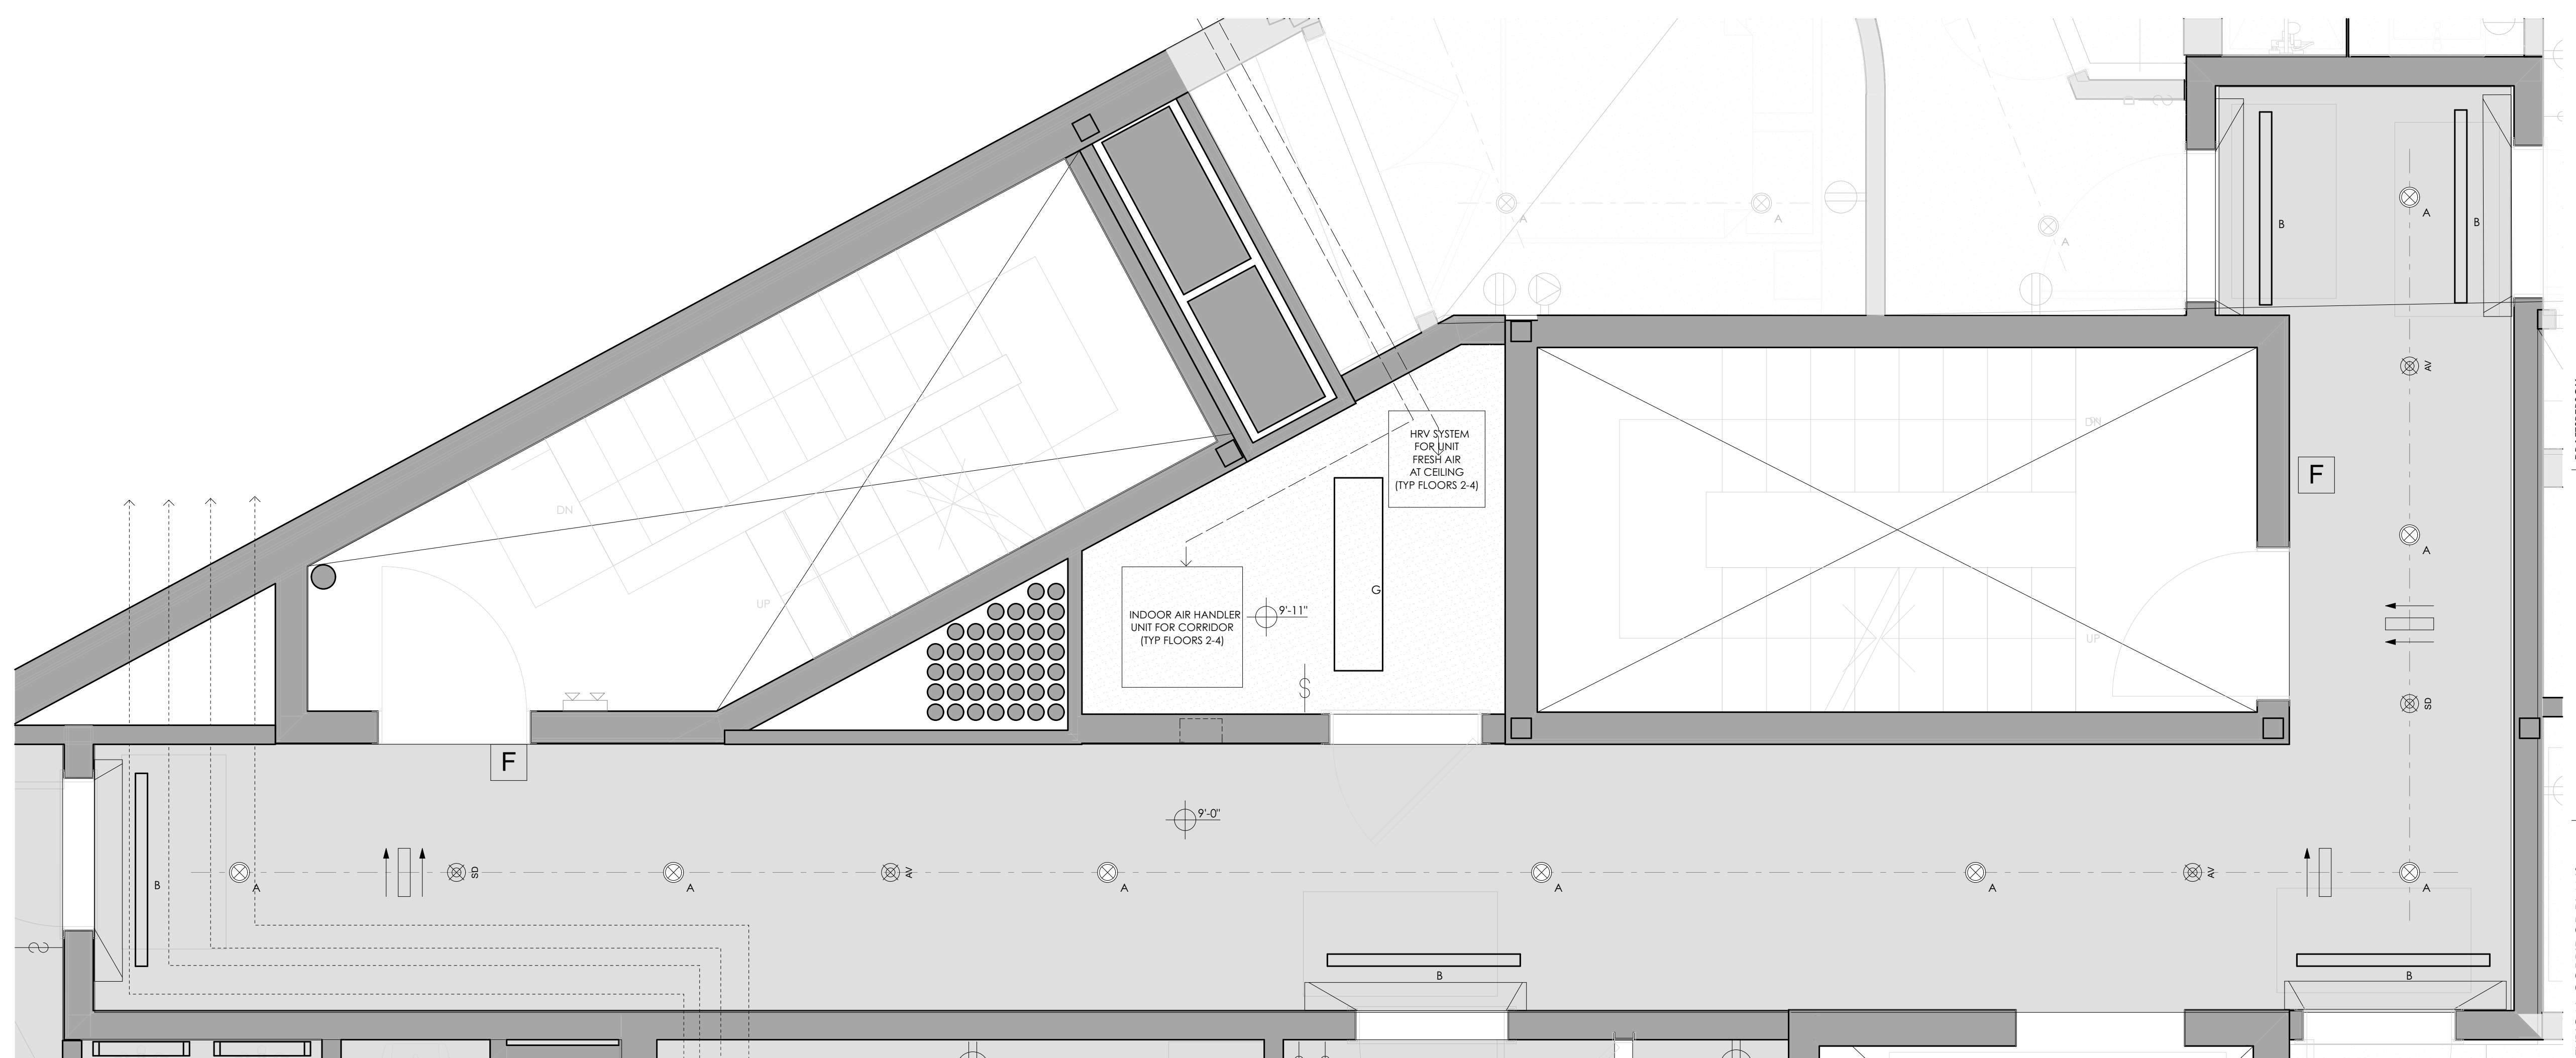 A
A
A
B
A
B
DN
AV
HRV SYSTEM
FOR UNIT
FRESH AIR
AT CEILING
(TYP FLOORS 2-4)
DN
F
DN
A
G
UP
INDOOR AIR HANDLER
UNIT FOR CORRIDOR
(TYP FLOORS 2-4)
9'-11"
UP
S
SD
F
9'-0"
B
A
SD
A
AV
A
A
A
AV
A
S
B
B